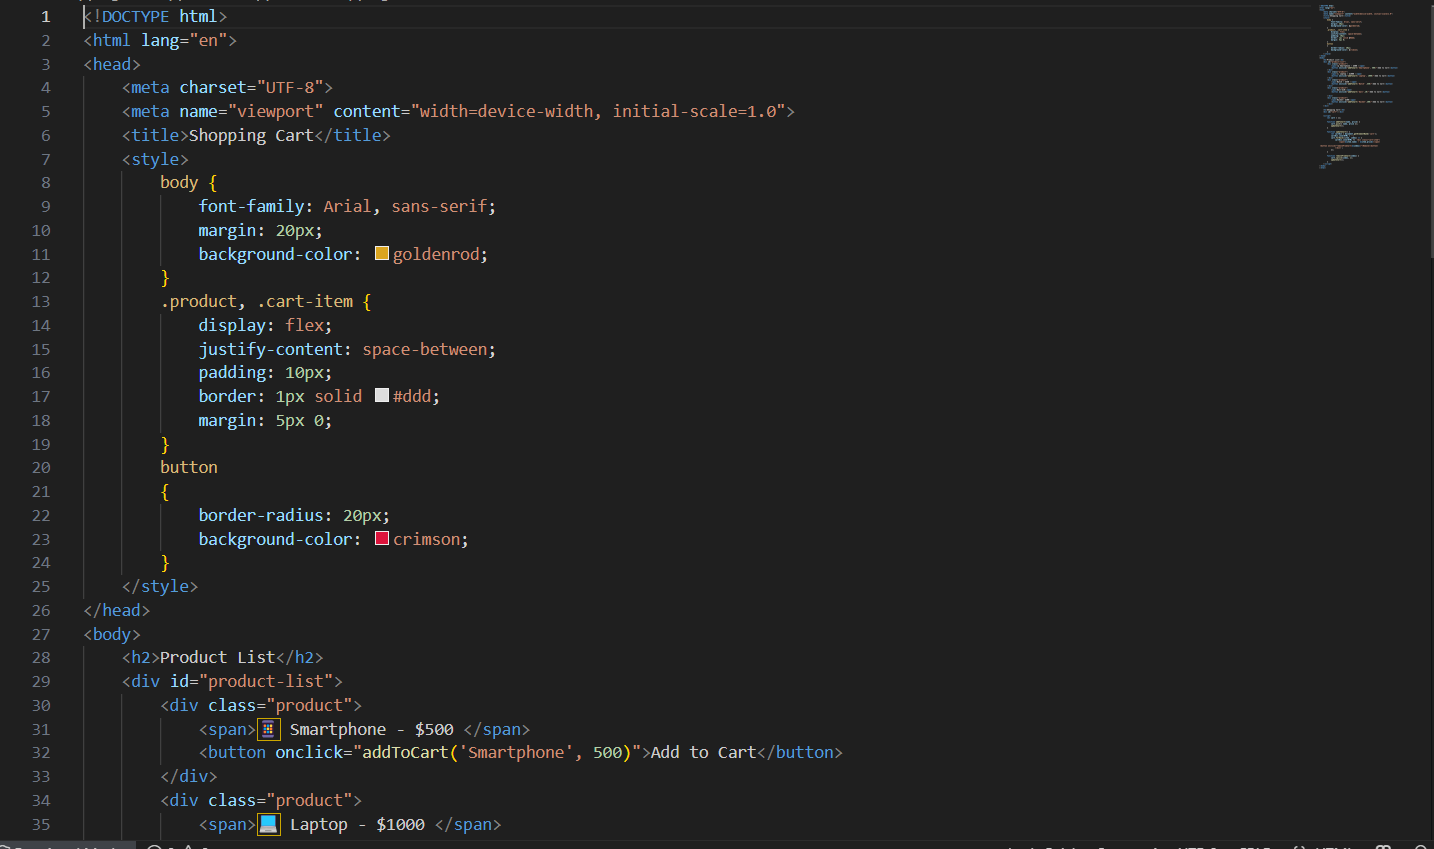 1 <!DOCTYPE html>
2 <html lang="en">
3 <head>
4     <meta charset="UTF-8">
5     <meta name="viewport" content="width=device-width, initial-scale=1.0">
6     <title>Shopping Cart</title>
7     <style>
8         body {
9             font-family: Arial, sans-serif;
10             margin: 20px;
11             background-color: goldenrod;
12         }
13         .product, .cart-item {
14             display: flex;
15             justify-content: space-between;
16             padding: 10px;
17             border: 1px solid #ddd;
18             margin: 5px 0;
19         }
20         button
21         {
22             border-radius: 20px;
23             background-color: crimson;
24         }
25     </style>
26 </head>
27 <body>
28     <h2>Product List</h2>
29     <div id="product-list">
30         <div class="product">
31             <span>📱 Smartphone - $500 </span>
32             <button onclick="addToCart('Smartphone', 500)">Add to Cart</button>
33         </div>
34         <div class="product">
35             <span>💻 Laptop - $1000 </span>